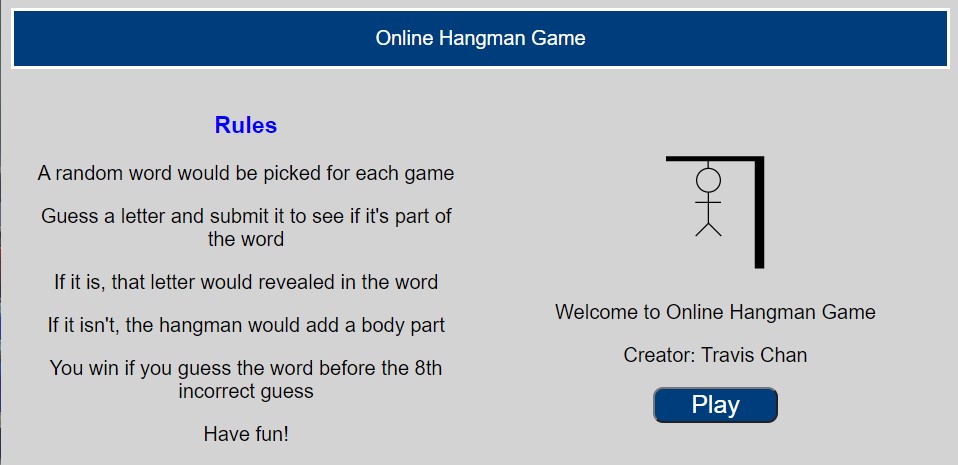 Online Hangman Game
Rules
A random word would be picked for each game
Guess a letter and submit it to see if it's part of
the word
If it is, that letter would revealed in the word
If it isn't, the hangman would add a body part
You win if you guess the word before the 8th
incorrect guess
Have fun!
Welcome to Online Hangman Game
Creator: Travis Chan
Play